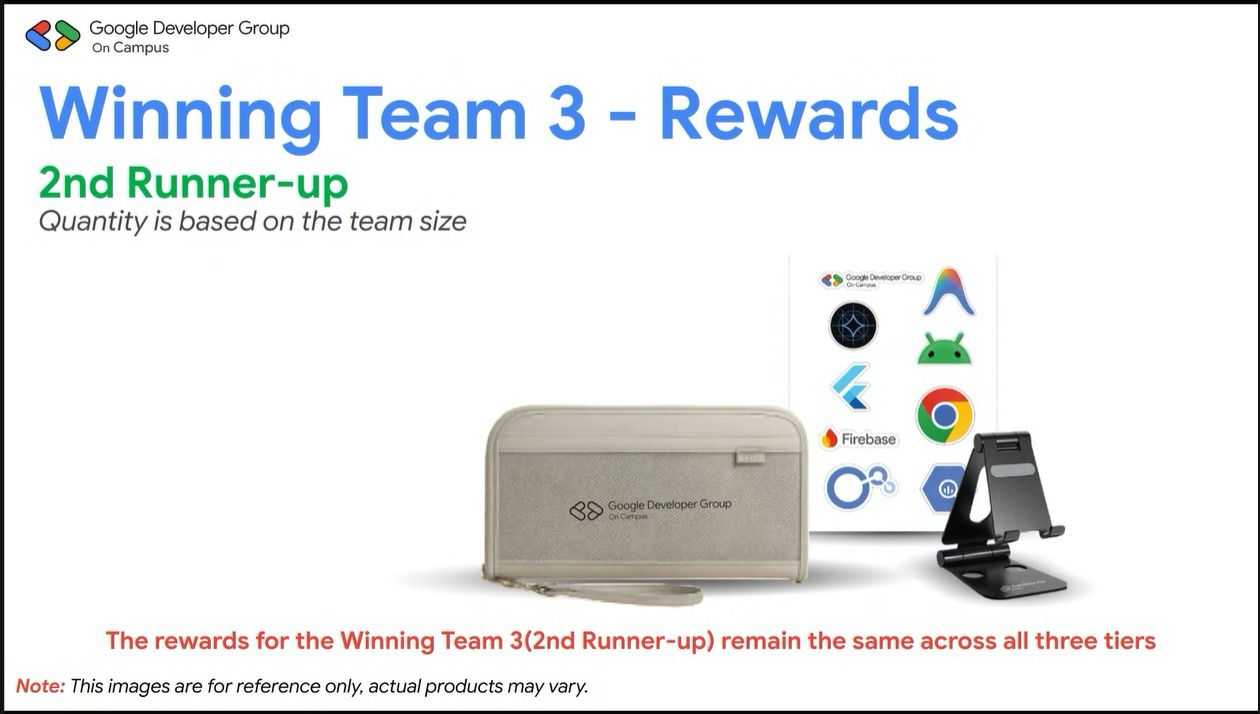 Google Developer Group
On Campus
Winning Team 3 - Rewards
2nd Runner-up
Quantity is based on the team size
Google Developer Group
On Campus
Firebase
Google Developer Group
On Campus
The rewards for the Winning Team 3(2nd Runner-up) remain the same across all three tiers
Note: This images are for reference only, actual products may vary.